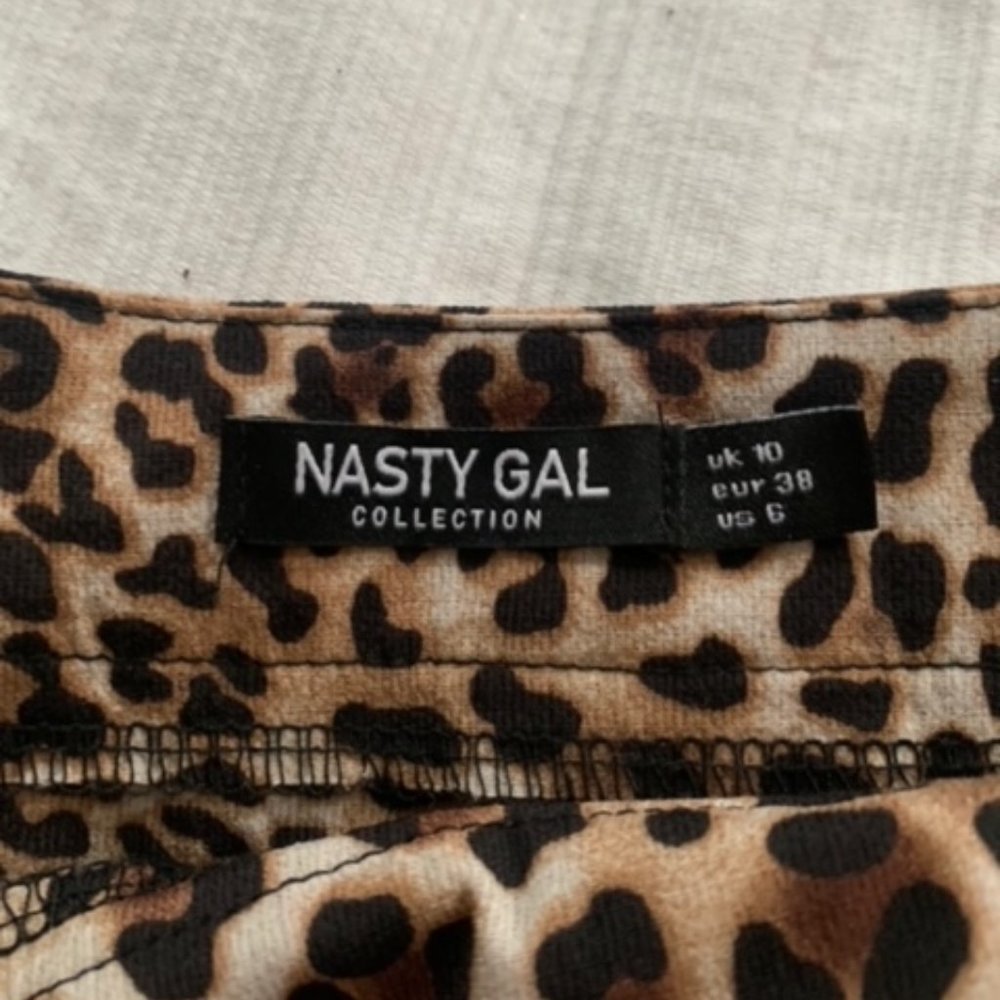 NASTY GAL
COLLECTION
uk 10
eur 38
us 6